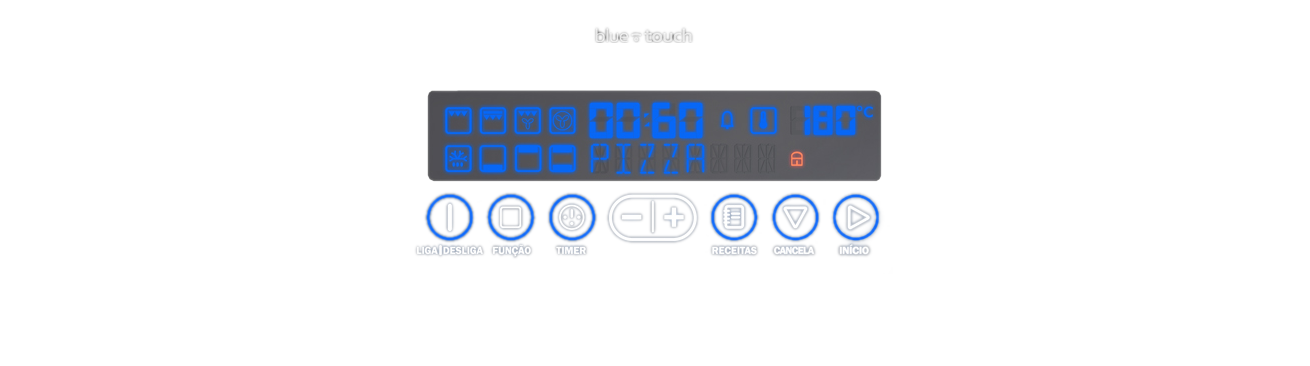 blue touch
00:60 180°C
PIZZA
LIGA|DESLIGA FUNÇÃO TIMER RECEITAS CANCELA INÍCIO